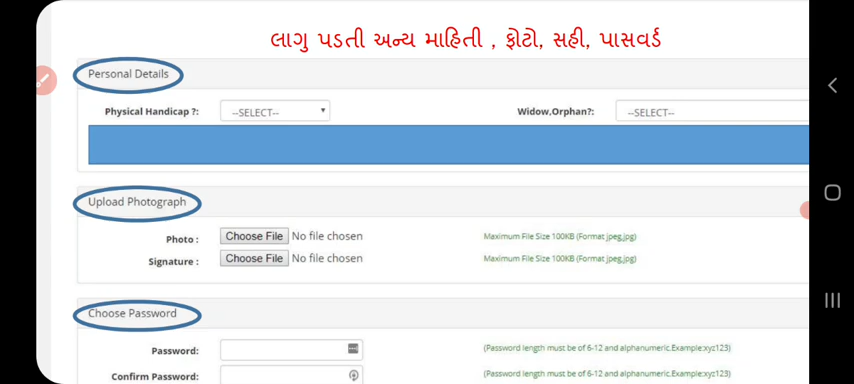 લાગુ પડતી અન્ય માહિતી , ફોટો, સહી, પાસવર્ડ
Personal Details
Physical Handicap ?: --SELECT-- Widow,Orphan?: --SELECT--
Upload Photograph
Photo : Choose File No file chosen Maximum File Size 100KB (Format jpeg,jpg)
Signature : Choose File No file chosen Maximum File Size 100KB (Format jpeg,jpg)
Choose Password
Password: (Password length must be of 6-12 and alphanumeric.Example:xyz123)
Confirm Password: (Password length must be of 6-12 and alphanumeric.Example:xyz123)